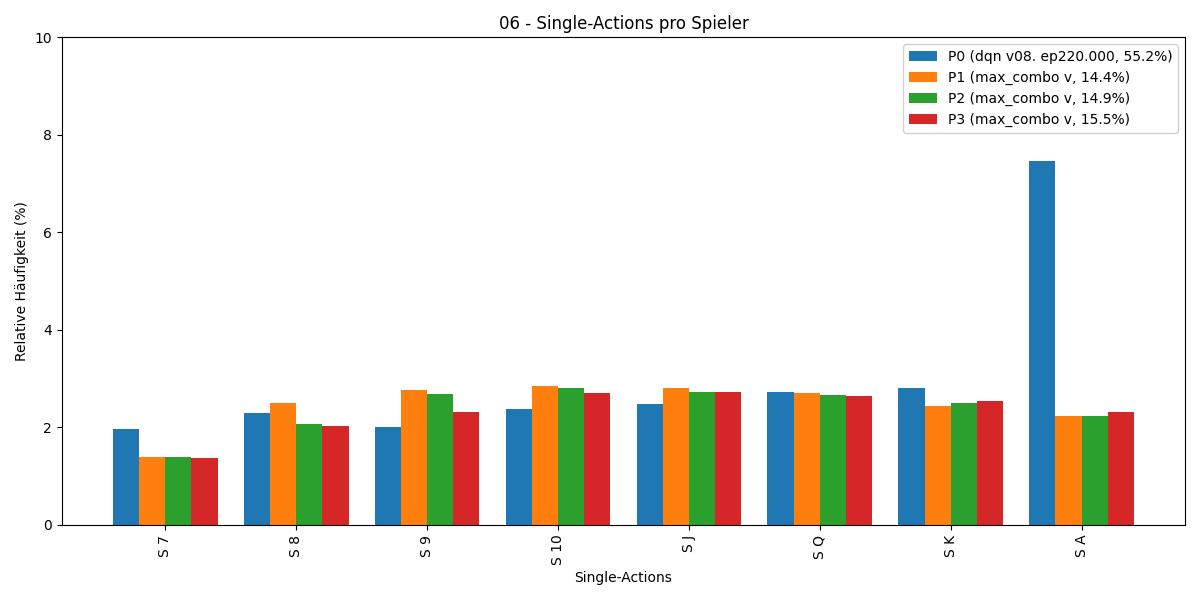 06 - Single-Actions pro Spieler
10
8
6
4
2
0
Relative Häufigkeit (%)
P0 (dqn v08. ep220.000, 55.2%)
P1 (max_combo v, 14.4%)
P2 (max_combo v, 14.9%)
P3 (max_combo v, 15.5%)
S 7
S 8
S 9
S 10
S J
S Q
S K
S A
Single-Actions